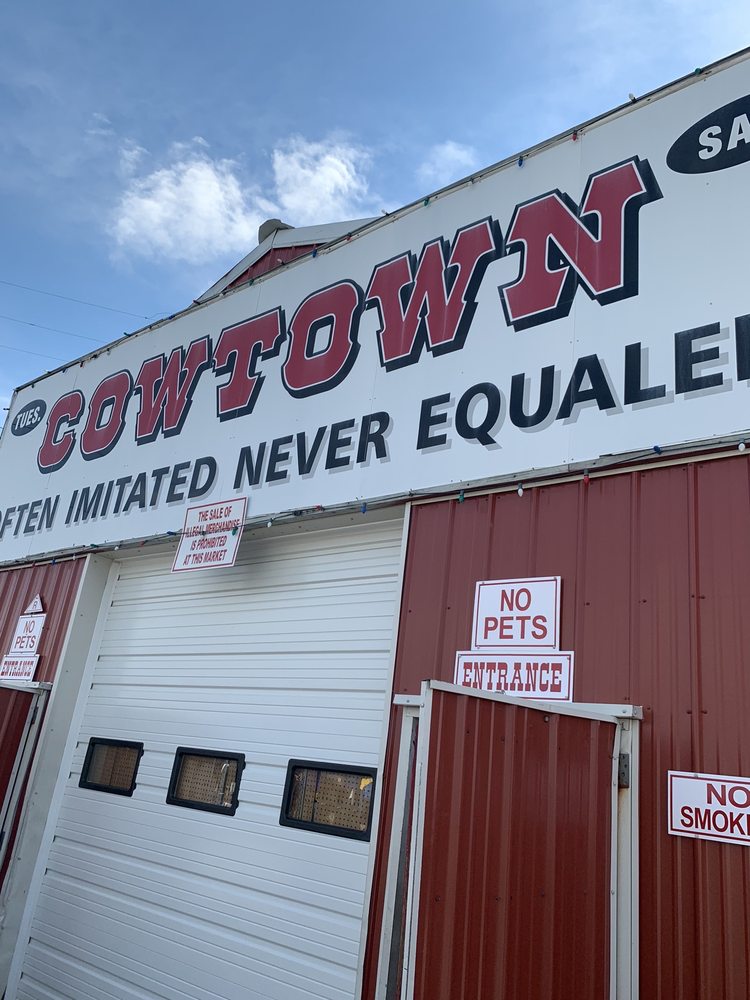 TUES.
COWTOWN
SA
OFTEN IMITATED NEVER EQUALE
THE SALE OF
ILLEGAL MERCHANDISE
IS PROHIBITED
AT THIS MARKET
NO
PETS
ENTRANCE
NO
PETS
ENTRANCE
NO
SMOKI